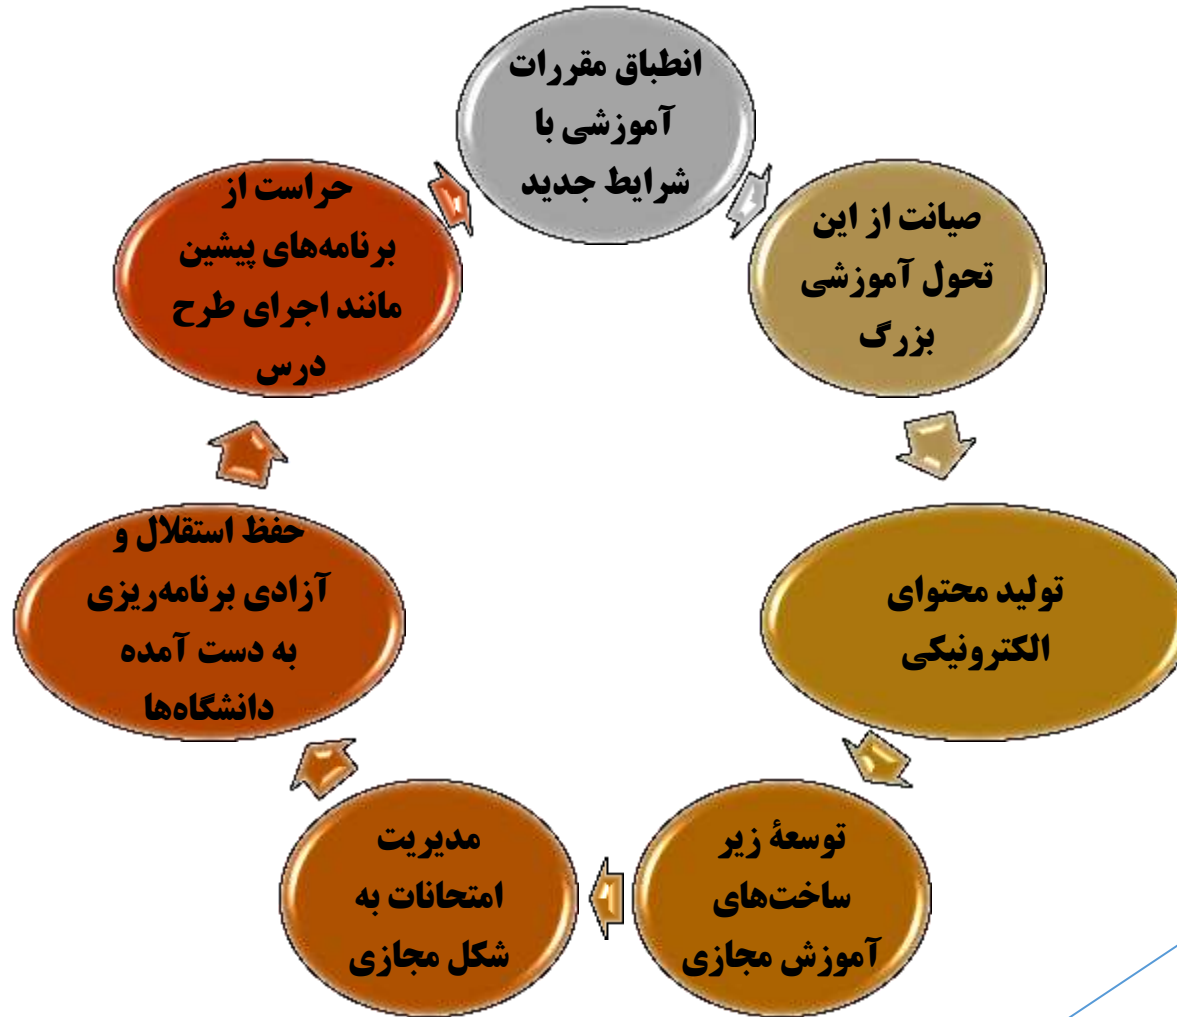 انطباق مقررات
آموزشی با
شرایط جدید
صیانت از این
تحول آموزشی
بزرگ
تولید محتوای
الکترونیکی
توسعۀ زیر
ساخت‌های
آموزش مجازی
مدیریت
امتحانات به
شکل مجازی
حفظ استقلال و
آزادی برنامه‌ریزی
به دست آمده
دانشگاه‌ها
حراست از
برنامه‌های پیشین
مانند اجرای طرح
درس